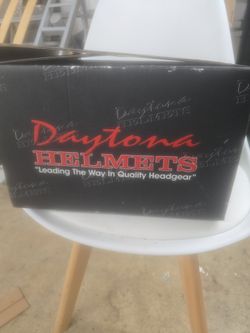 Daytona
HELMETS
"Leading The Way In Quality Headgear"